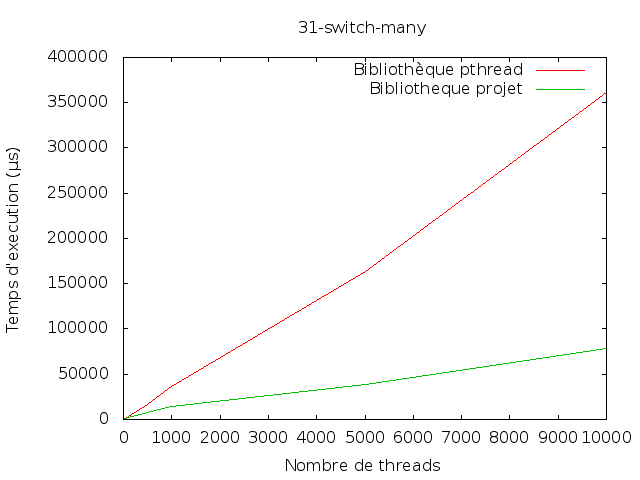 31-switch-many
400000
350000
300000
250000
200000
150000
100000
50000
0
Temps d'execution (µs)
Bibliothèque pthread
Bibliotheque projet
0 1000 2000 3000 4000 5000 6000 7000 8000 9000 10000
Nombre de threads